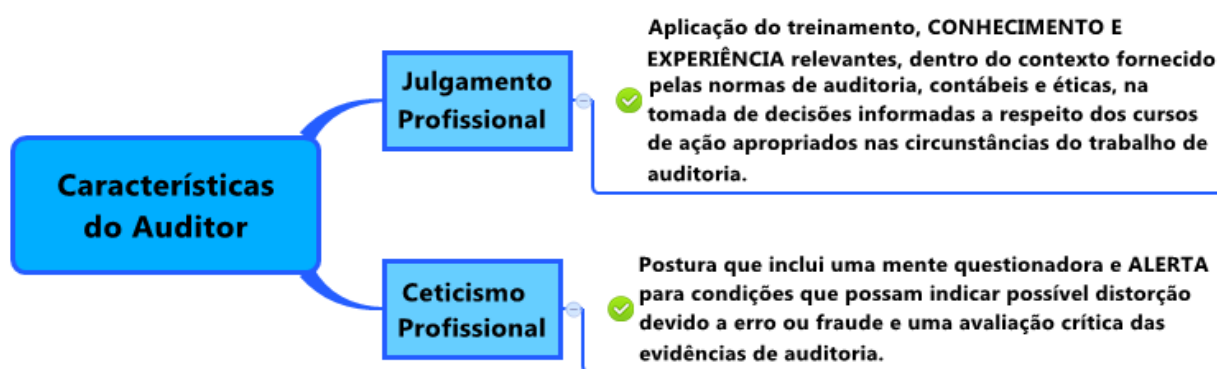 Características
do Auditor
Julgamento
Profissional
Aplicação do treinamento, CONHECIMENTO E
EXPERIÊNCIA relevantes, dentro do contexto fornecido
pelas normas de auditoria, contábeis e éticas, na
tomada de decisões informadas a respeito dos cursos
de ação apropriados nas circunstâncias do trabalho de
auditoria.
Ceticismo
Profissional
Postura que inclui uma mente questionadora e ALERTA
para condições que possam indicar possível distorção
devido a erro ou fraude e uma avaliação crítica das
evidências de auditoria.